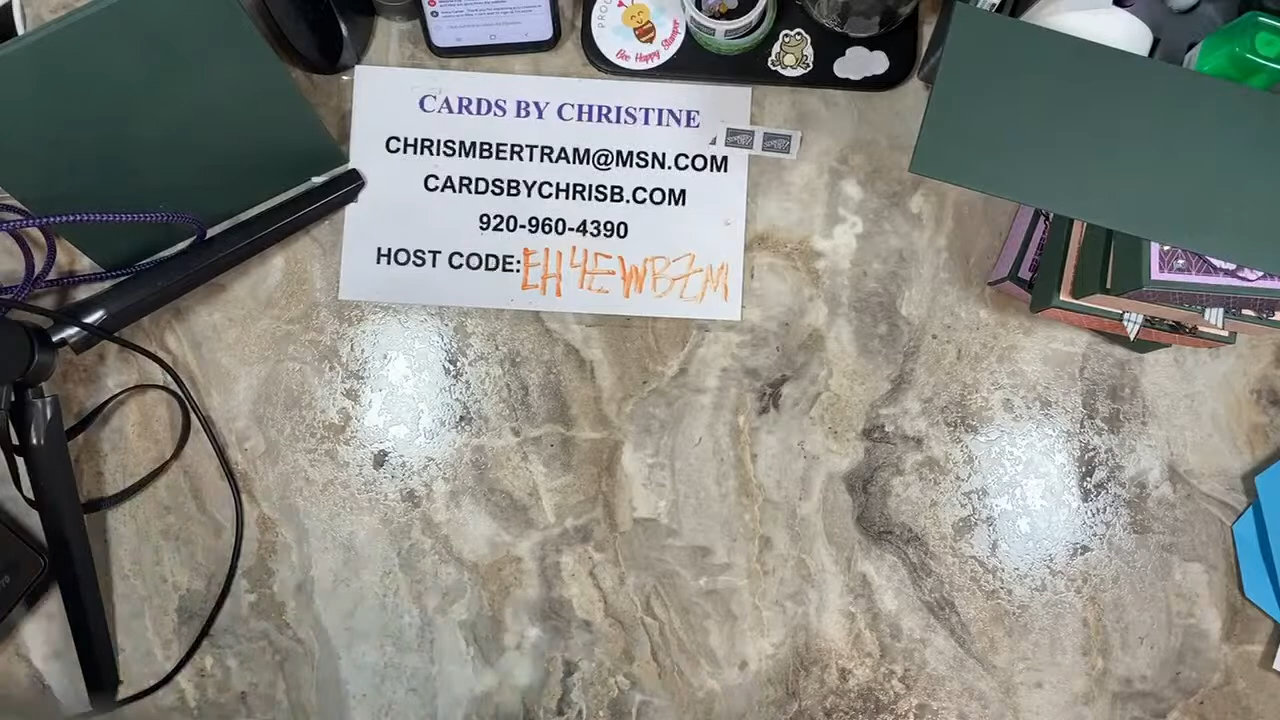 CARDS BY CHRISTINE
CHRISMBERTRAM@MSN.COM
CARDSBYCHRISB.COM
920-960-4390
HOST CODE:EH4EWBZM
Bee Happy Stamper